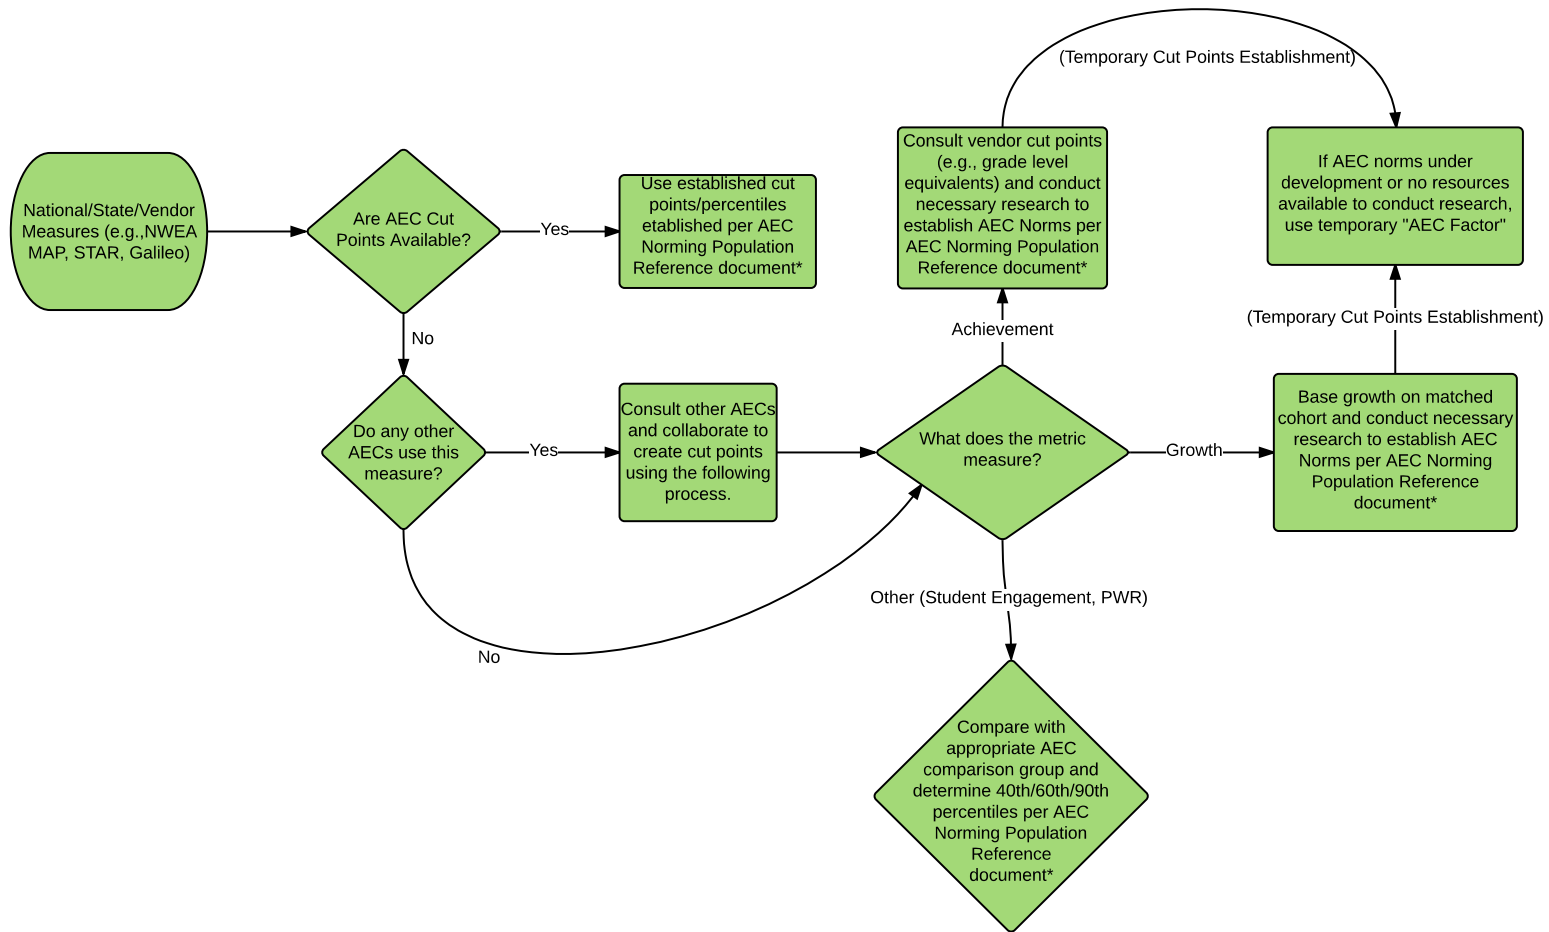 National/State/Vendor
Measures (e.g.,NWEA
MAP, STAR, Galileo)
Are AEC Cut
Points Available?
Yes
Use established cut
points/percentiles
etablished per AEC
Norming Population
Reference document*
No
Do any other
AECs use this
measure?
Yes
Consult other AECs
and collaborate to
create cut points
using the following
process.
No
What does the metric
measure?
Achievement
Consult vendor cut points
(e.g., grade level
equivalents) and conduct
necessary research to
establish AEC Norms per
AEC Norming Population
Reference document*
(Temporary Cut Points Establishment)
If AEC norms under
development or no resources
available to conduct research,
use temporary "AEC Factor"
(Temporary Cut Points Establishment)
Growth
Base growth on matched
cohort and conduct necessary
research to establish AEC
Norms per AEC Norming
Population Reference
document*
Other (Student Engagement, PWR)
Compare with
appropriate AEC
comparison group and
determine 40th/60th/90th
percentiles per AEC
Norming Population
Reference
document*